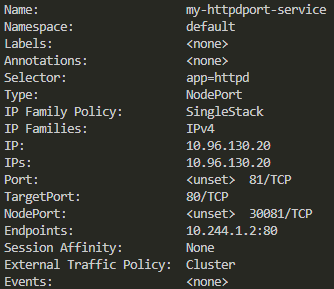 Name: my-httpdport-service
Namespace: default
Labels: <none>
Annotations: <none>
Selector: app=httpd
Type: NodePort
IP Family Policy: SingleStack
IP Families: IPv4
IP: 10.96.130.20
IPs: 10.96.130.20
Port: <unset> 81/TCP
TargetPort: 80/TCP
NodePort: <unset> 30081/TCP
Endpoints: 10.244.1.2:80
Session Affinity: None
External Traffic Policy: Cluster
Events: <none>